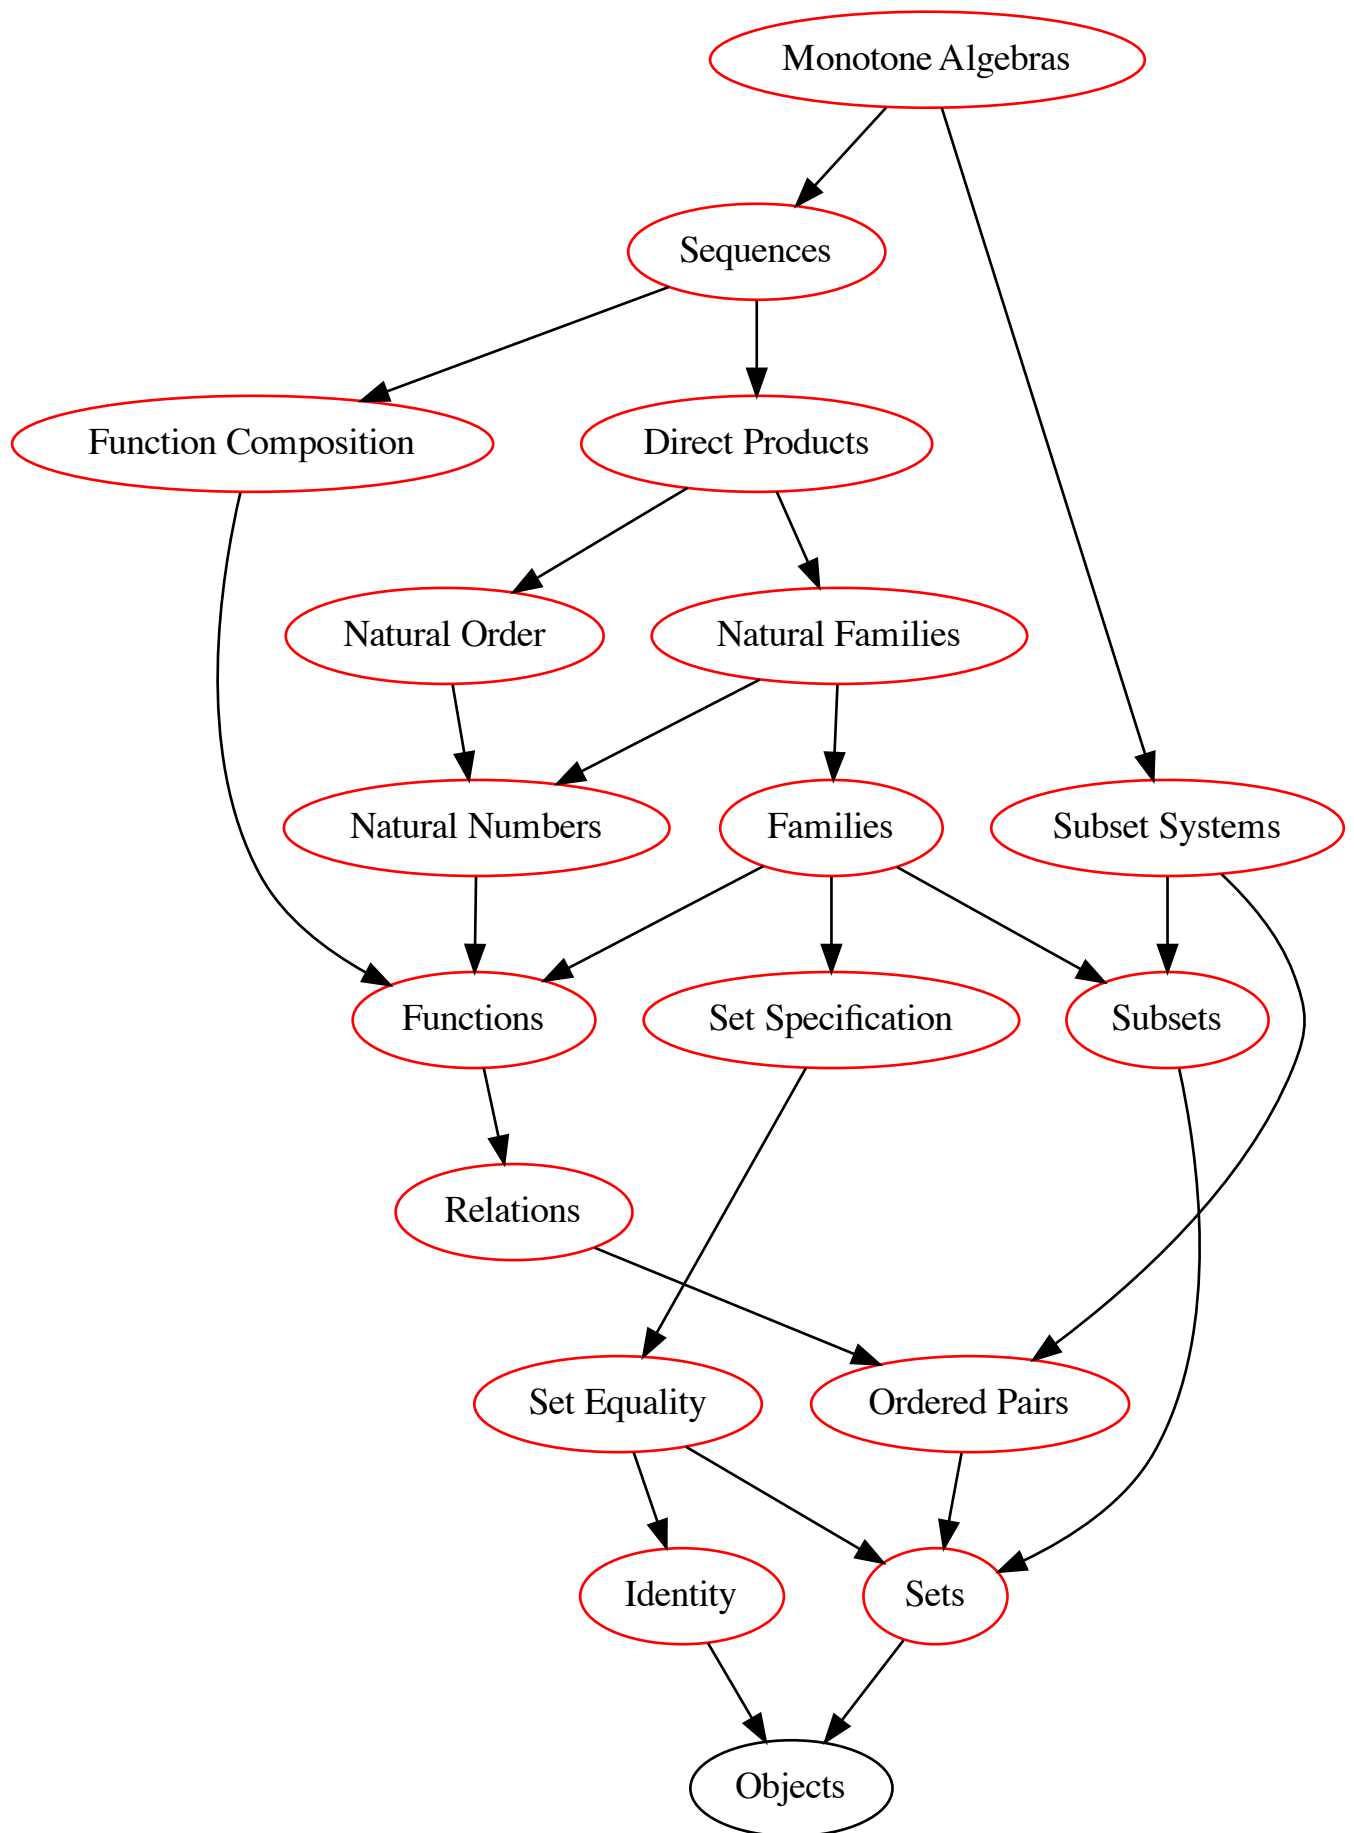 Monotone Algebras
Sequences
Function Composition
Direct Products
Natural Order
Natural Families
Natural Numbers
Families
Subset Systems
Functions
Set Specification
Subsets
Relations
Set Equality
Ordered Pairs
Identity
Sets
Objects